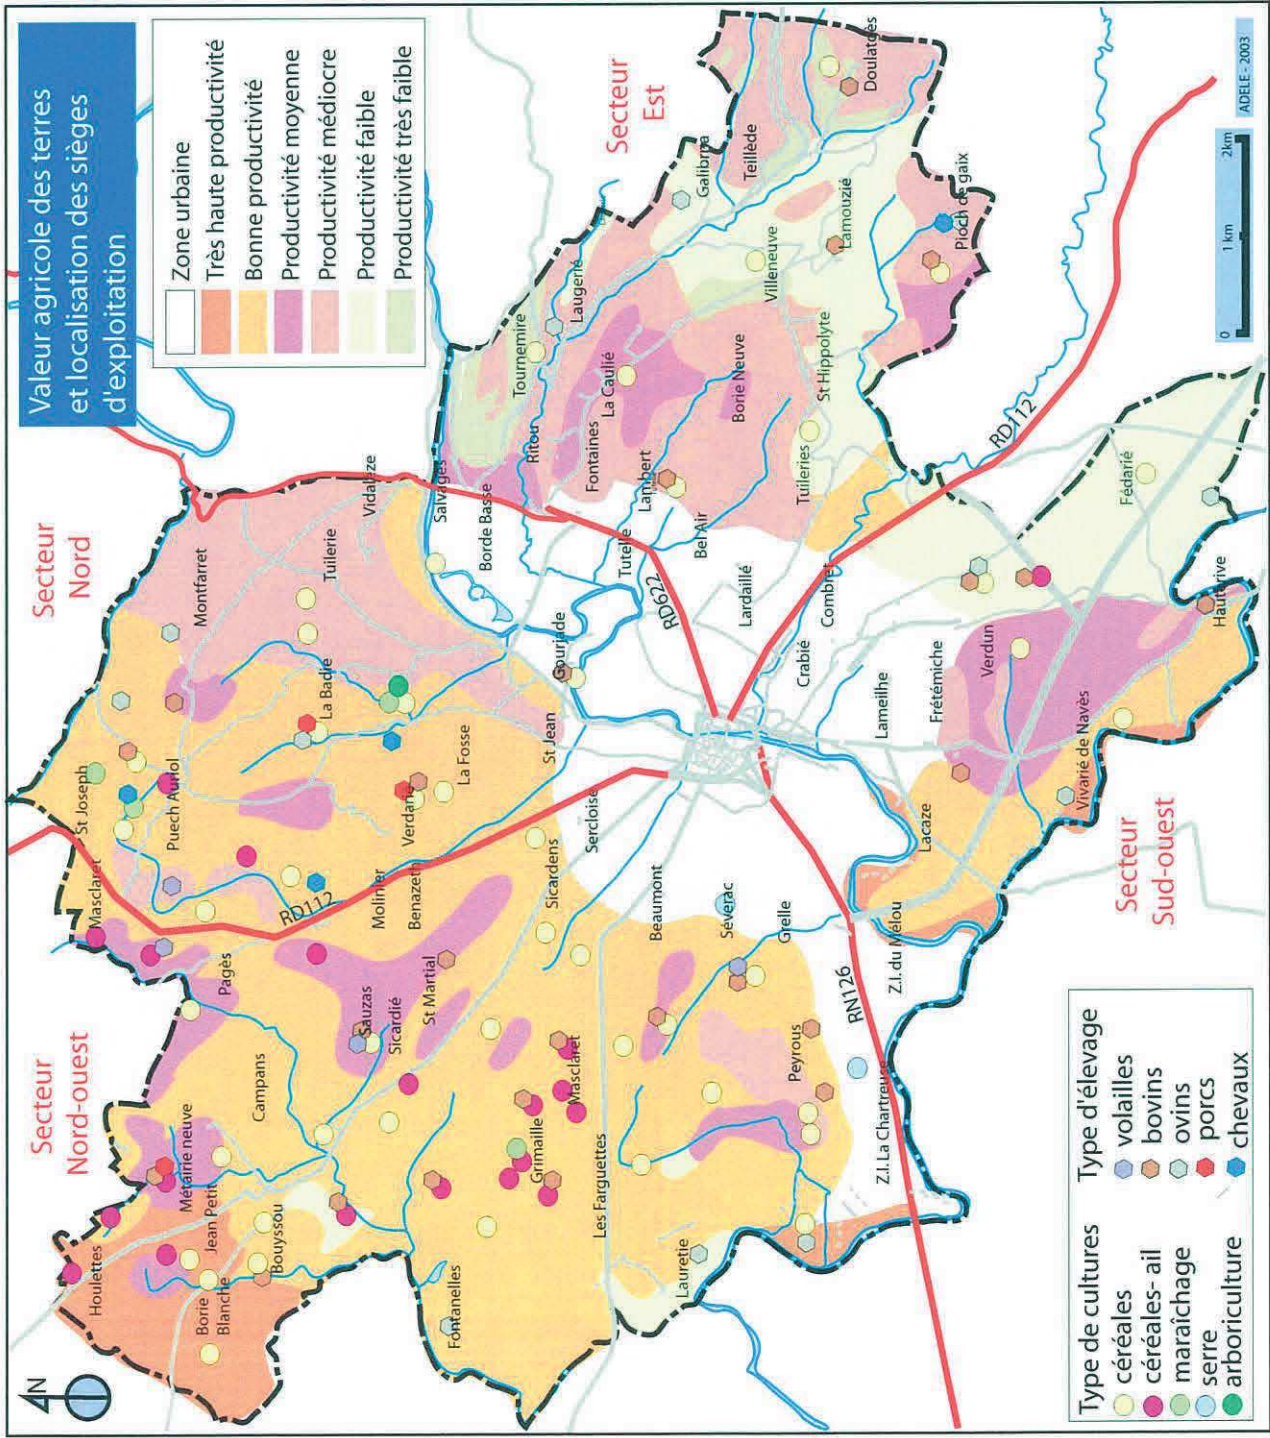 Valeur agricole des terres
et localisation des sièges
d'exploitation
Zone urbaine
Très haute productivité
Bonne productivité
Productivité moyenne
Productivité médiocre
Productivité faible
Productivité très faible
Secteur
Nord
Secteur
Est
Secteur
Nord-ouest
Secteur
Sud-ouest
N
Houlettes
Métairie neuve
Jean Petit
Borie
Blanche
Bouyssou
Campans
Pagès
Masclaret
St Joseph
Puech Auriol
Montfarret
Tuilerie
Vidalaze
La Badie
Verdane
La Fosse
RD112
Molinier
Benazeth
Sauzas
Sicardié
St Martial
Sicardens
Sercloise
St Jean
Gourjade
Salvages
Borde Basse
Ritou
Tournemire
Laugerié
Fontaines
La Caulié
Lambert
Borie Neuve
Bel Air
Tutelle
RD622
Lardaillé
Tuileries
St Hippolyte
Villeneuve
Lamouzié
Galibran
Teillède
Doulatgès
Pioch de gaix
RD112
Combret
Crabié
Lameilhe
Frétémiche
Verdun
Fédarié
Hauterive
Vivarié de Navès
Lacaze
Z.I. du Mélou
RN126
Grelle
Séverac
Beaumont
Peyrous
Z.I. La Chartreuse
Masclaret
Grimaille
Les Farguettes
Fontanelles
Lauretie
Type de cultures
céréales
céréales- ail
maraîchage
serre
arboriculture
Type d'élevage
volailles
bovins
ovins
porcs
chevaux
0 1 km 2km
ADELE - 2003